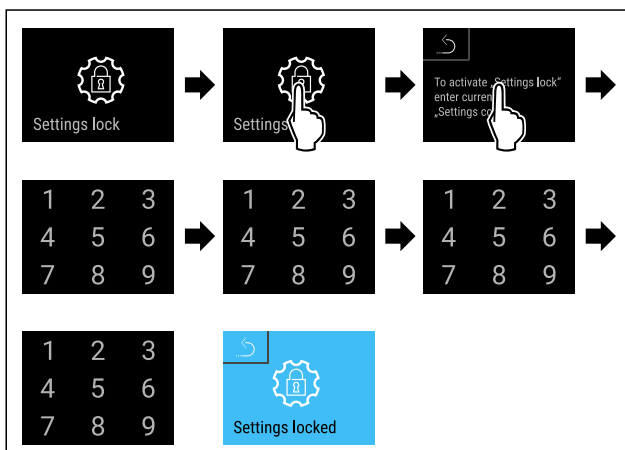 Settings lock
Settings
To activate „Settings lock“
enter curren
„Settings co
1 2 3
4 5 6
7 8 9
1 2 3
4 5 6
7 8 9
1 2 3
4 5 6
7 8 9
1 2 3
4 5 6
7 8 9
Settings locked